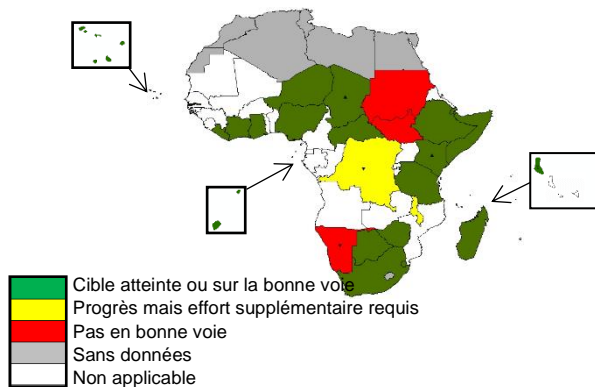 Cible atteinte ou sur la bonne voie
Progrès mais effort supplémentaire requis
Pas en bonne voie
Sans données
Non applicable